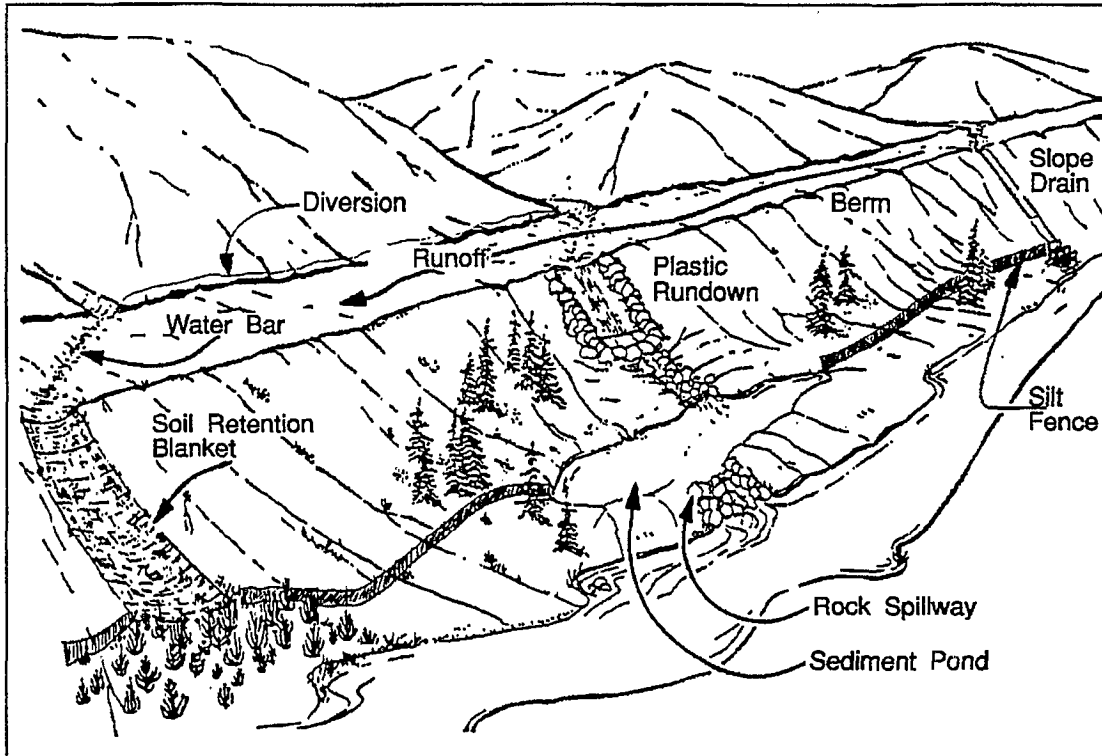 Slope
Drain
Diversion
Berm
Runoff
Plastic
Rundown
Water Bar
Silt
Fence
Soil Retention
Blanket
Rock Spillway
Sediment Pond